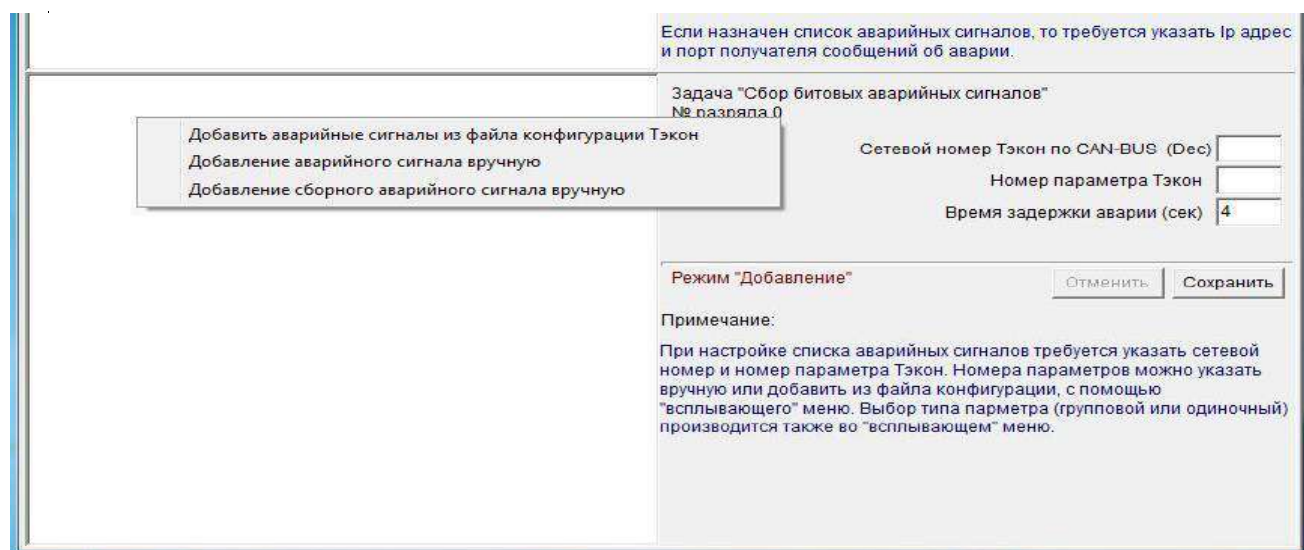 Если назначен список аварийных сигналов, то требуется указать Ip адрес
и порт получателя сообщений об аварии.
Задача "Сбор битовых аварийных сигналов"
№ разряда 0
Добавить аварийные сигналы из файла конфигурации Тэкон
Добавление аварийного сигнала вручную
Добавление сборного аварийного сигнала вручную
Сетевой номер Тэкон по CAN-BUS (Dec)
Номер параметра Тэкон
Время задержки аварии (сек) 4
Режим "Добавление"
Отменить Сохранить
Примечание:
При настройке списка аварийных сигналов требуется указать сетевой
номер и номер параметра Тэкон. Номера параметров можно указать
вручную или добавить из файла конфигурации, с помощью
"всплывающего" меню. Выбор типа парметра (групповой или одиночный)
производится также во "всплывающем" меню.